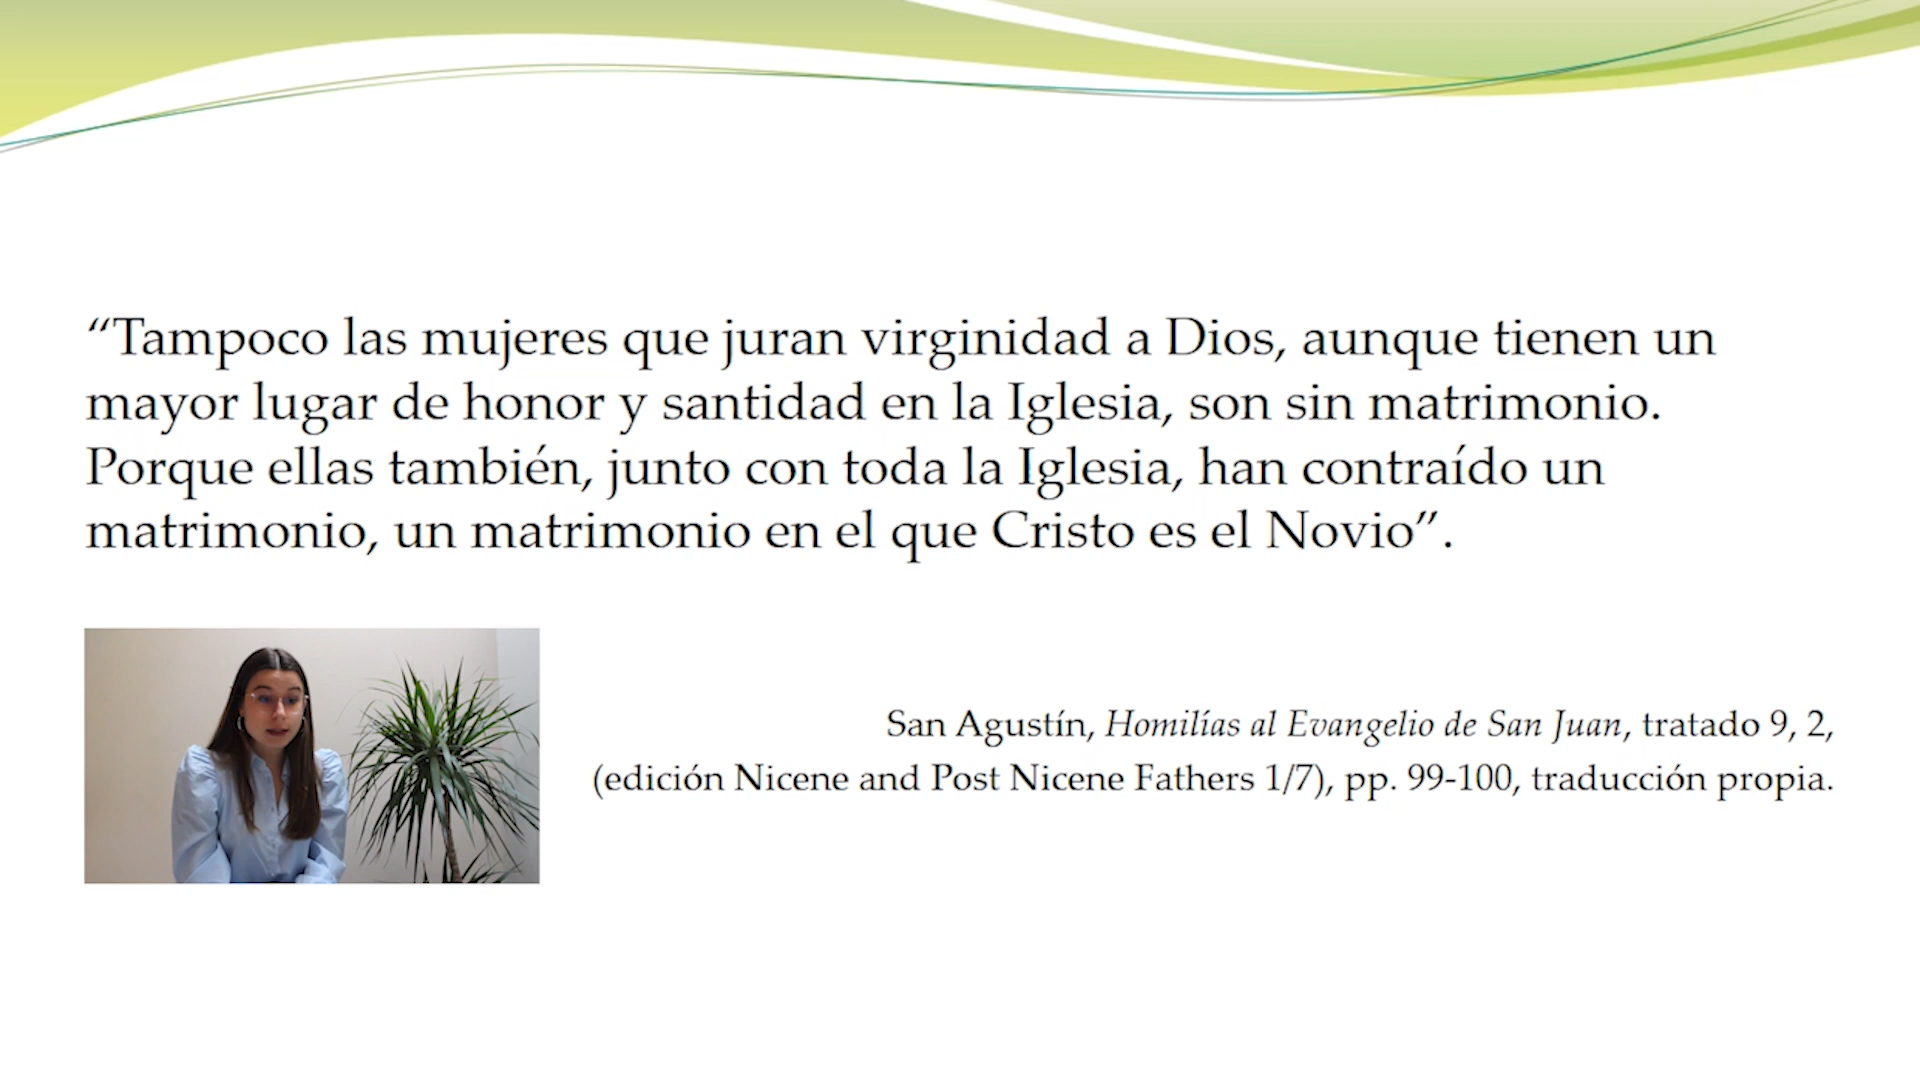 “Tampoco las mujeres que juran virginidad a Dios, aunque tienen un
mayor lugar de honor y santidad en la Iglesia, son sin matrimonio.
Porque ellas también, junto con toda la Iglesia, han contraído un
matrimonio, un matrimonio en el que Cristo es el Novio”.
San Agustín, Homilías al Evangelio de San Juan, tratado 9, 2,
(edición Nicene and Post Nicene Fathers 1/7), pp. 99-100, traducción propia.